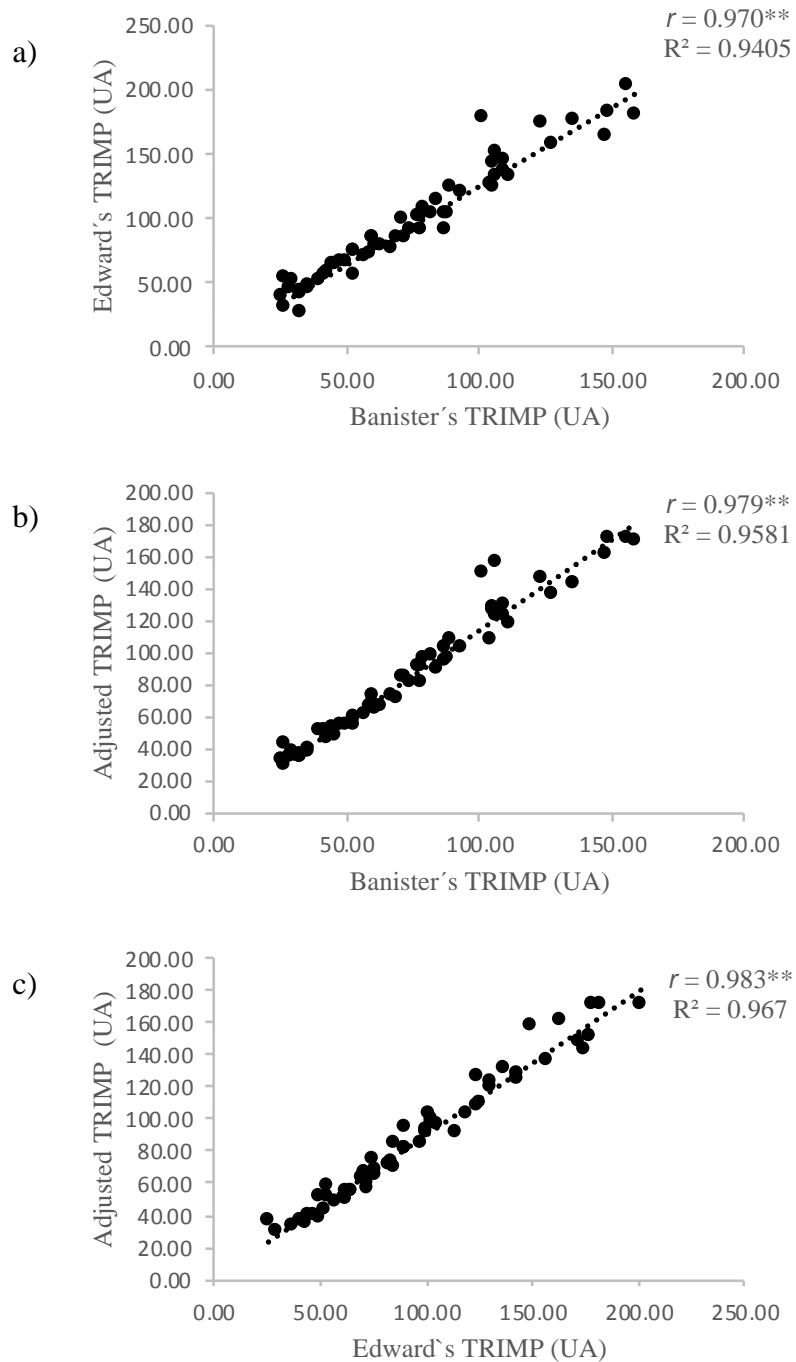 a)
r = 0.970**
R² = 0.9405
Edward´s TRIMP (UA)
250.00
200.00
150.00
100.00
50.00
0.00
0.00 50.00 100.00 150.00 200.00
Banister´s TRIMP (UA)
b)
r = 0.979**
R² = 0.9581
Adjusted TRIMP (UA)
200.00
180.00
160.00
140.00
120.00
100.00
80.00
60.00
40.00
20.00
0.00
0.00 50.00 100.00 150.00 200.00
Banister´s TRIMP (UA)
c)
r = 0.983**
R² = 0.967
Adjusted TRIMP (UA)
200.00
180.00
160.00
140.00
120.00
100.00
80.00
60.00
40.00
20.00
0.00
0.00 50.00 100.00 150.00 200.00 250.00
Edward`s TRIMP (UA)